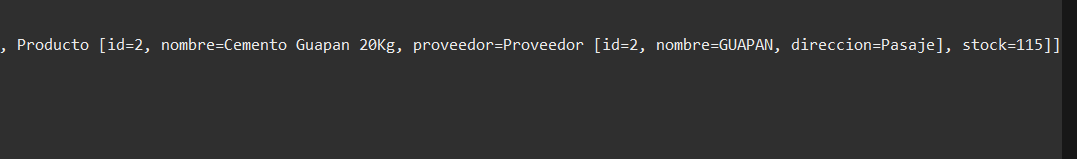 , Producto [id=2, nombre=Cemento Guapan 20Kg, proveedor=Proveedor [id=2, nombre=GUAPAN, direccion=Pasaje], stock=115]]